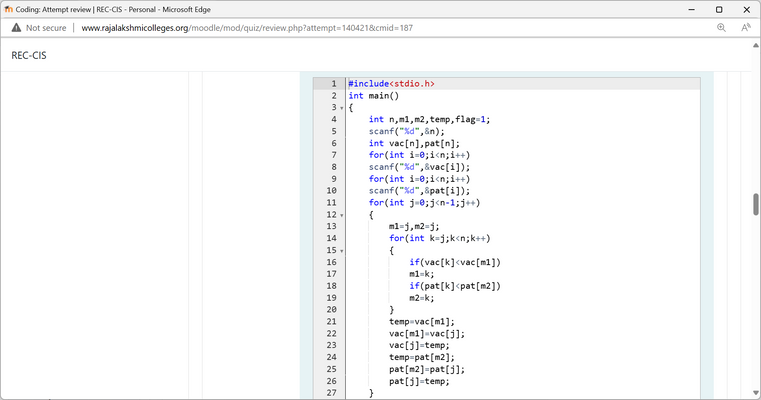 Coding: Attempt review | REC-CIS - Personal - Microsoft Edge
Not secure | www.rajalakshmicolleges.org/moodle/mod/quiz/review.php?attempt=140421&cmid=187
REC-CIS
1 #include<stdio.h>
2 int main()
3 {
4 int n,m1,m2,temp,flag=1;
5 scanf("%d",&n);
6 int vac[n],pat[n];
7 for(int i=0;i<n;i++)
8 scanf("%d",&vac[i]);
9 for(int i=0;i<n;i++)
10 scanf("%d",&pat[i]);
11 for(int j=0;j<n-1;j++)
12 {
13 m1=j,m2=j;
14 for(int k=j;k<n;k++)
15 {
16 if(vac[k]<vac[m1])
17 m1=k;
18 if(pat[k]<pat[m2])
19 m2=k;
20 }
21 temp=vac[m1];
22 vac[m1]=vac[j];
23 vac[j]=temp;
24 temp=pat[m2];
25 pat[m2]=pat[j];
26 pat[j]=temp;
27 }